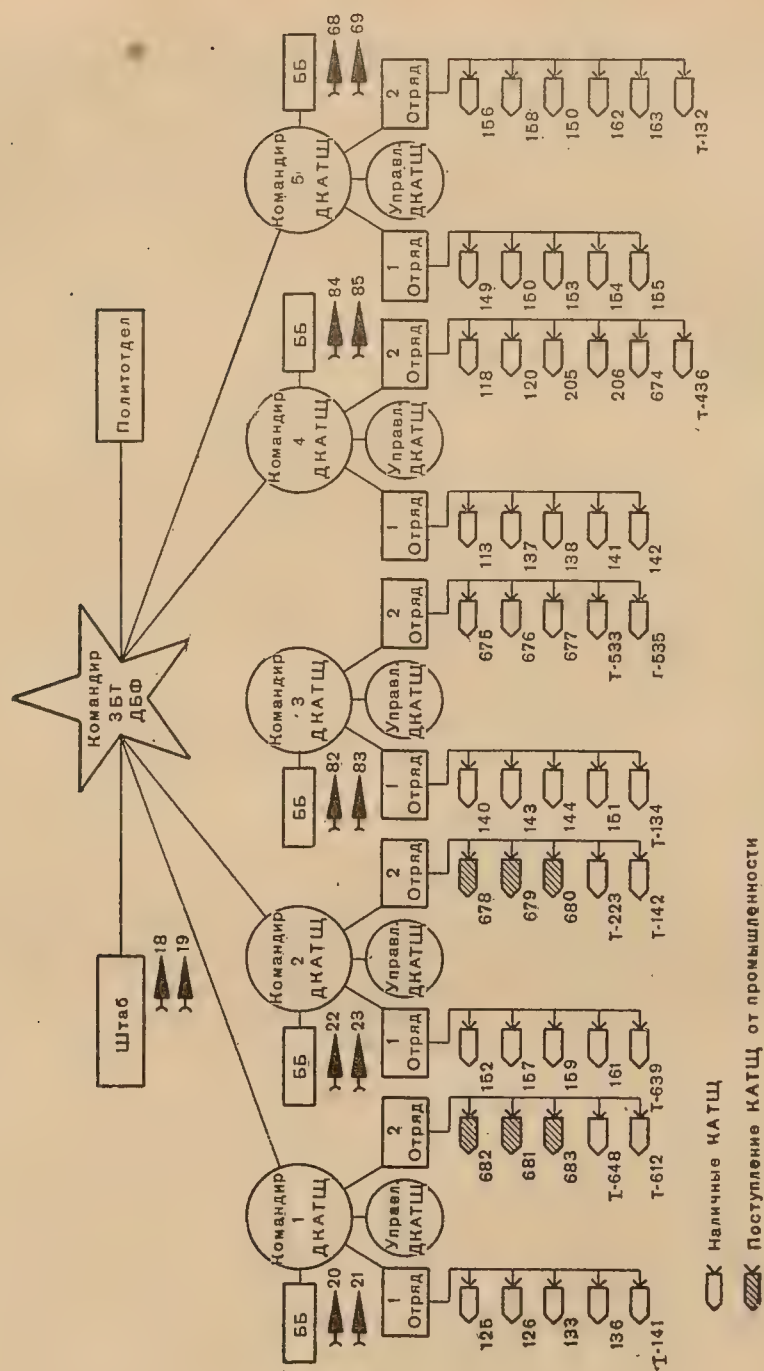 Командир
ЗБТ
ДБФ
Штаб
18
19
Политотдел
Командир
1
ДКАТЩ
ББ
20
21
Управл.
ДКАТЩ
1
Отряд
125
126
133
136
Т-141
2
Отряд
682
681
683
Т-648
Т-612
Командир
2
ДКАТЩ
ББ
22
23
Управл.
ДКАТЩ
1
Отряд
152
157
159
161
Т-639
2
Отряд
678
679
680
Т-223
Т-142
Командир
3
ДКАТЩ
ББ
82
83
Управл.
ДКАТЩ
1
Отряд
140
143
144
151
Т-134
2
Отряд
675
676
677
Т-533
Т-535
Командир
4
ДКАТЩ
ББ
84
85
Управл.
ДКАТЩ
1
Отряд
113
137
138
141
142
2
Отряд
118
120
205
206
674
Т-436
Командир
5
ДКАТЩ
ББ
68
69
Управл.
ДКАТЩ
1
Отряд
149
150
153
154
155
2
Отряд
156
158
150
162
163
Т-132
Наличные КАТЩ
Поступление КАТЩ от промышленности